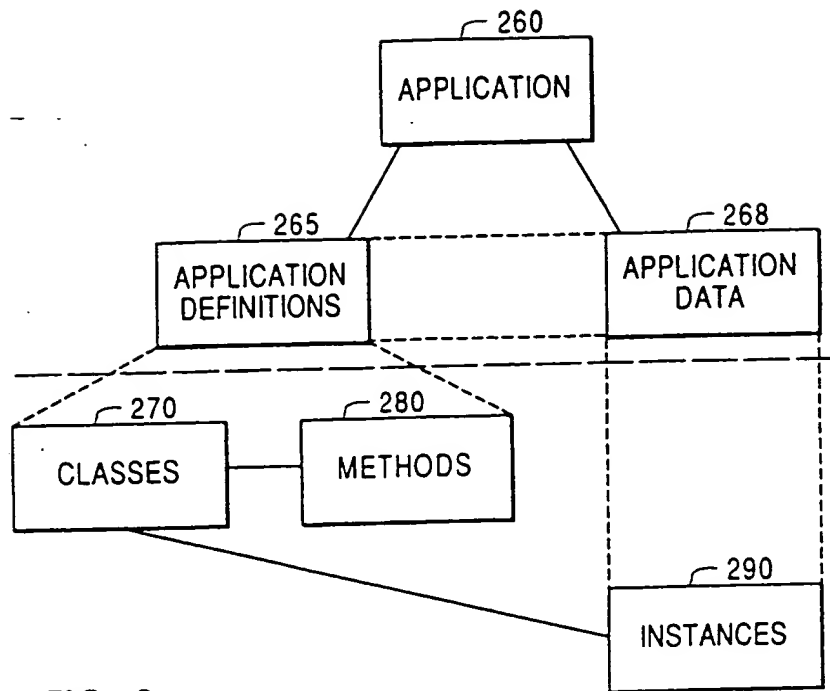 260
APPLICATION
265
APPLICATION
DEFINITIONS
268
APPLICATION
DATA
270
CLASSES
280
METHODS
290
INSTANCES